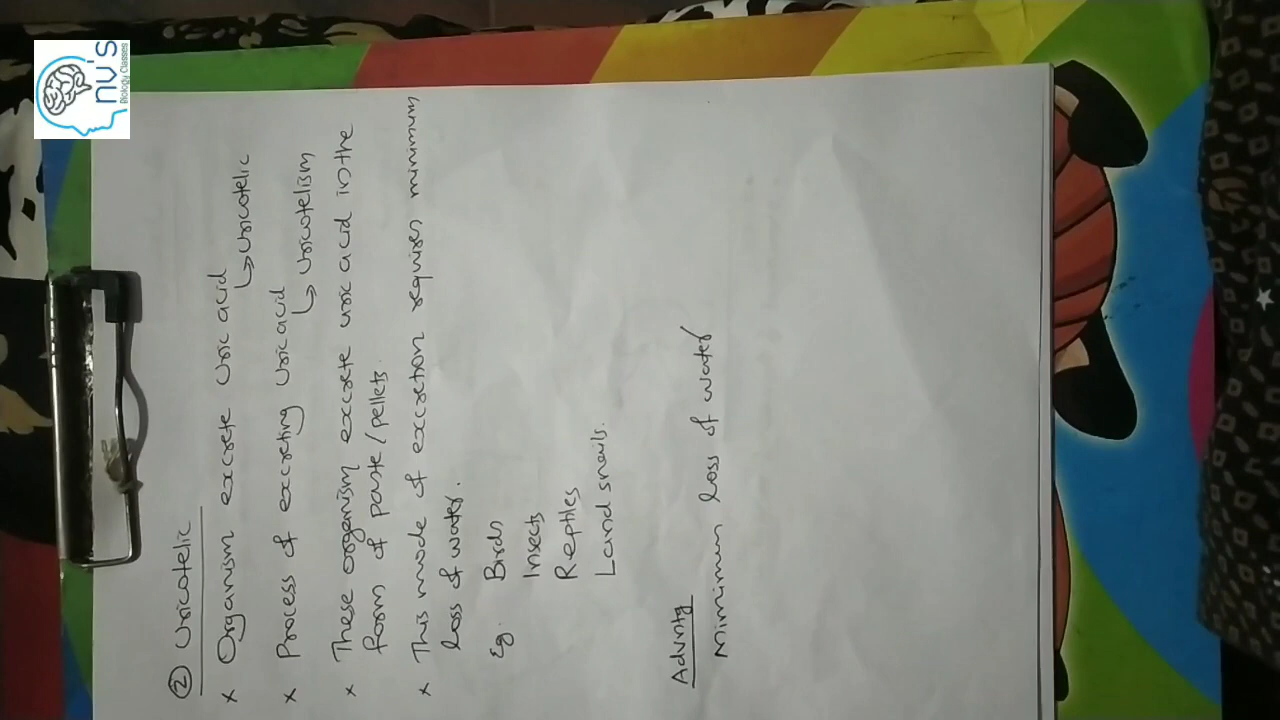 nv's
Biology Classes
② Uricotelic
x Organism excrete Uric acid
↳ Uricotelic
x Process of excreting Uric acid
↳ Uricotelism
x These organism excrete uric acid in the
form of paste/pellets.
x This mode of excretion requires minimum
loss of water.
Eg. Birds
Insects
Reptiles
Land snails.
Advntg
Minimum loss of water